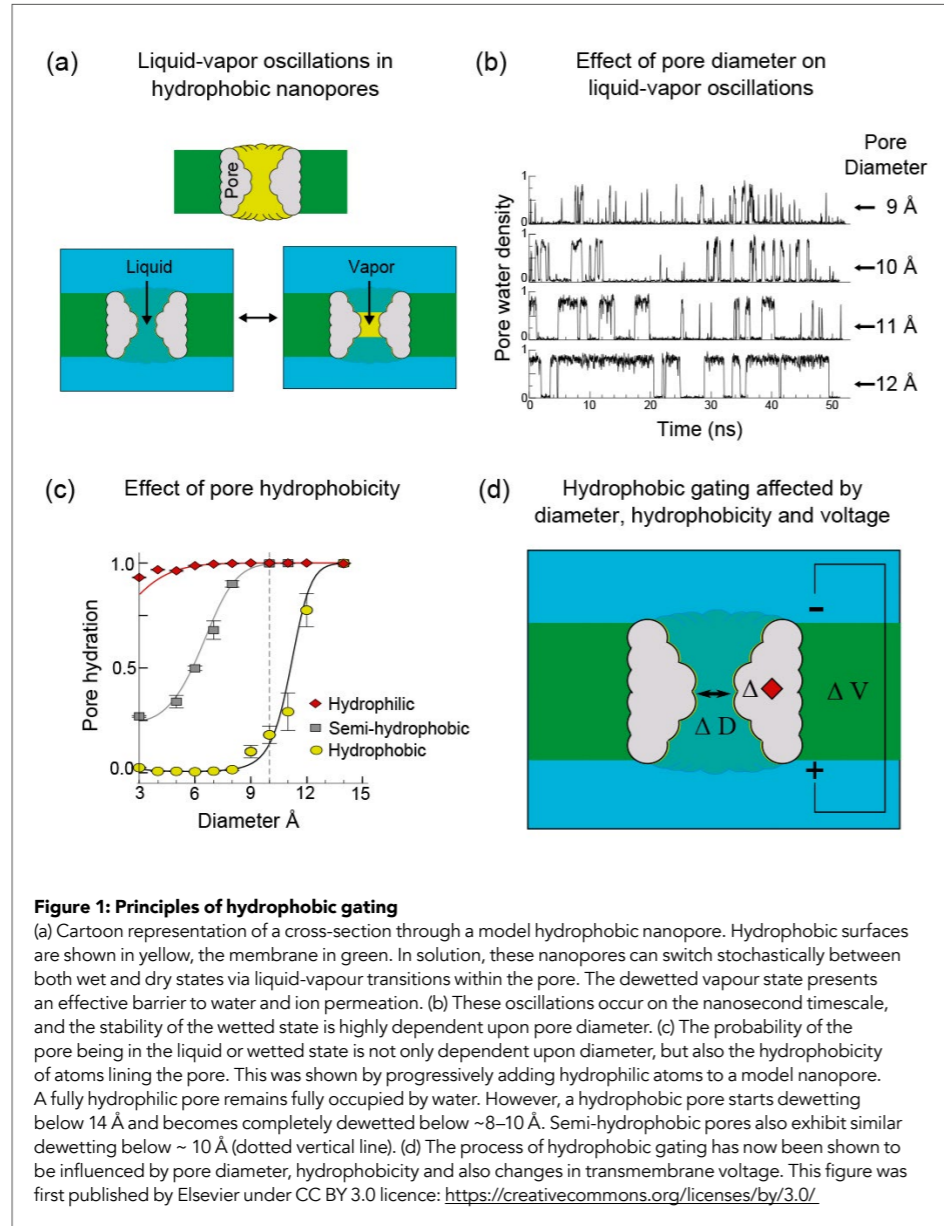 (a) Liquid-vapor oscillations in
hydrophobic nanopores
Pore
Liquid
Vapor
(b) Effect of pore diameter on
liquid-vapor oscillations
Pore
Diameter
Pore water density
1
0
1
0
1
0
1
0
9 Å
10 Å
11 Å
12 Å
0 10 20 30 40 50
Time (ns)
(c) Effect of pore hydrophobicity
Pore hydration
1.0
0.5
0.0
Hydrophilic
Semi-hydrophobic
Hydrophobic
3 6 9 12 15
Diameter Å
(d) Hydrophobic gating affected by
diameter, hydrophobicity and voltage
-
Δ
Δ V
Δ D
+
Figure 1: Principles of hydrophobic gating
(a) Cartoon representation of a cross-section through a model hydrophobic nanopore. Hydrophobic surfaces
are shown in yellow, the membrane in green. In solution, these nanopores can switch stochastically between
both wet and dry states via liquid-vapour transitions within the pore. The dewetted vapour state presents
an effective barrier to water and ion permeation. (b) These oscillations occur on the nanosecond timescale,
and the stability of the wetted state is highly dependent upon pore diameter. (c) The probability of the
pore being in the liquid or wetted state is not only dependent upon diameter, but also the hydrophobicity
of atoms lining the pore. This was shown by progressively adding hydrophilic atoms to a model nanopore.
A fully hydrophilic pore remains fully occupied by water. However, a hydrophobic pore starts dewetting
below 14 Å and becomes completely dewetted below ~8–10 Å. Semi-hydrophobic pores also exhibit similar
dewetting below ~ 10 Å (dotted vertical line). (d) The process of hydrophobic gating has now been shown to
be influenced by pore diameter, hydrophobicity and also changes in transmembrane voltage. This figure was
first published by Elsevier under CC BY 3.0 licence: https://creativecommons.org/licenses/by/3.0/